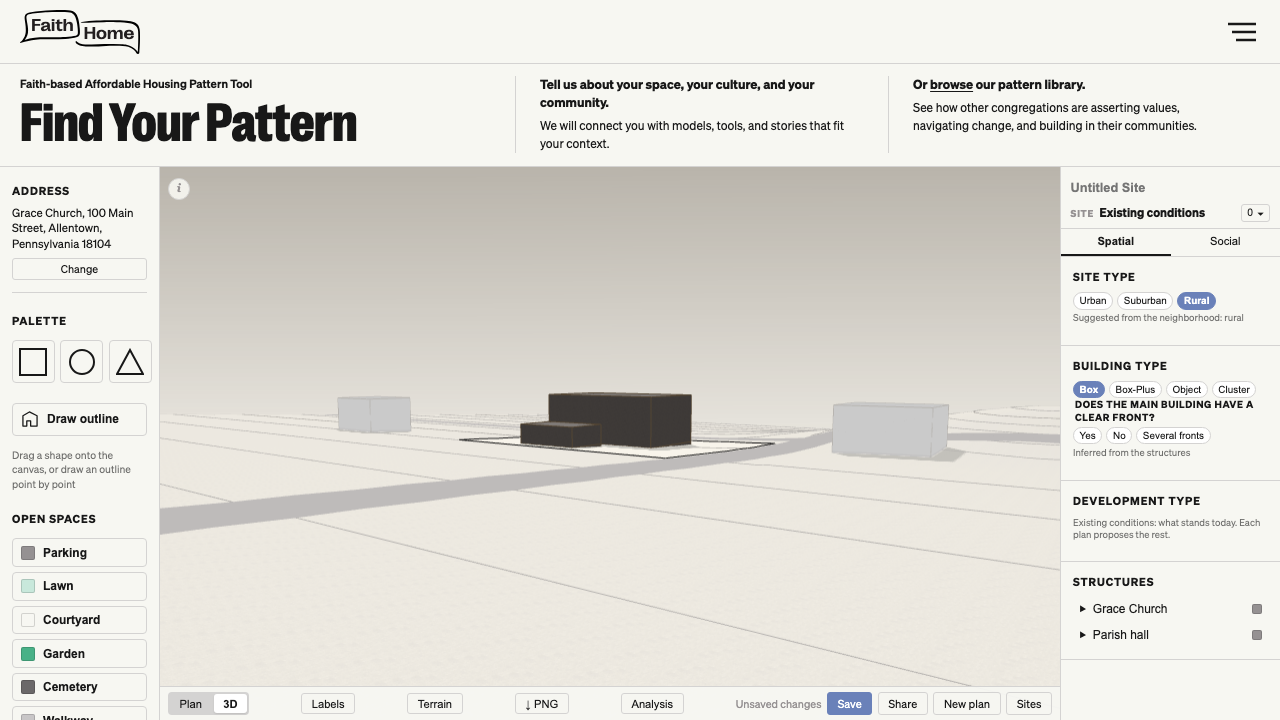 Faith
Home
Faith-based Affordable Housing Pattern Tool
Find Your Pattern
Tell us about your space, your culture, and your
community.
We will connect you with models, tools, and stories that fit
your context.
Or browse our pattern library.
See how other congregations are asserting values,
navigating change, and building in their communities.
ADDRESS
Grace Church, 100 Main
Street, Allentown,
Pennsylvania 18104
Change
PALETTE
Draw outline
Drag a shape onto the
canvas, or draw an outline
point by point
OPEN SPACES
Parking
Lawn
Courtyard
Garden
Cemetery
Walkway
i
Plan 3D Labels Terrain ↓ PNG Analysis Unsaved changes Save Share New plan Sites
Untitled Site
SITE Existing conditions 0
Spatial Social
SITE TYPE
Urban Suburban Rural
Suggested from the neighborhood: rural
BUILDING TYPE
Box Box-Plus Object Cluster
DOES THE MAIN BUILDING HAVE A
CLEAR FRONT?
Yes No Several fronts
Inferred from the structures
DEVELOPMENT TYPE
Existing conditions: what stands today. Each
plan proposes the rest.
STRUCTURES
Grace Church
Parish hall